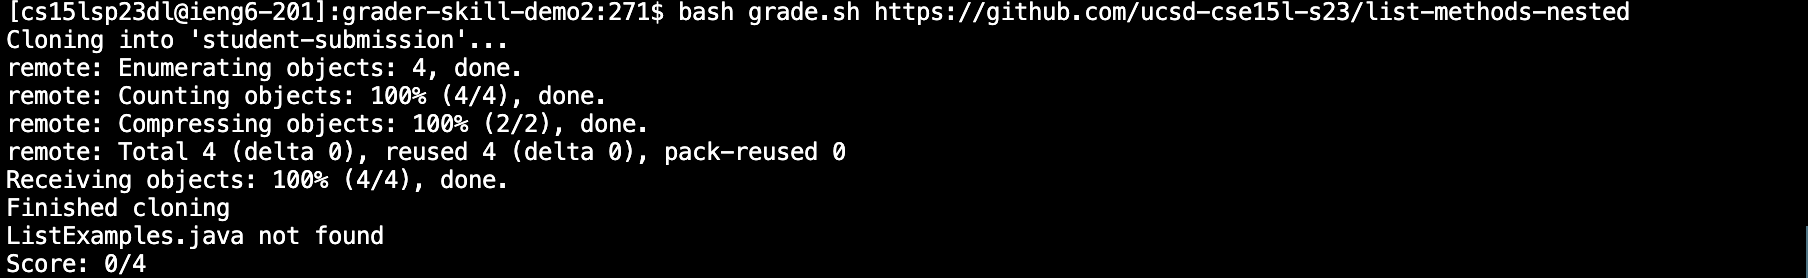 [cs15lsp23dl@ieng6-201]:grader-skill-demo2:271$ bash grade.sh https://github.com/ucsd-cse15l-s23/list-methods-nested
Cloning into 'student-submission'...
remote: Enumerating objects: 4, done.
remote: Counting objects: 100% (4/4), done.
remote: Compressing objects: 100% (2/2), done.
remote: Total 4 (delta 0), reused 4 (delta 0), pack-reused 0
Receiving objects: 100% (4/4), done.
Finished cloning
ListExamples.java not found
Score: 0/4